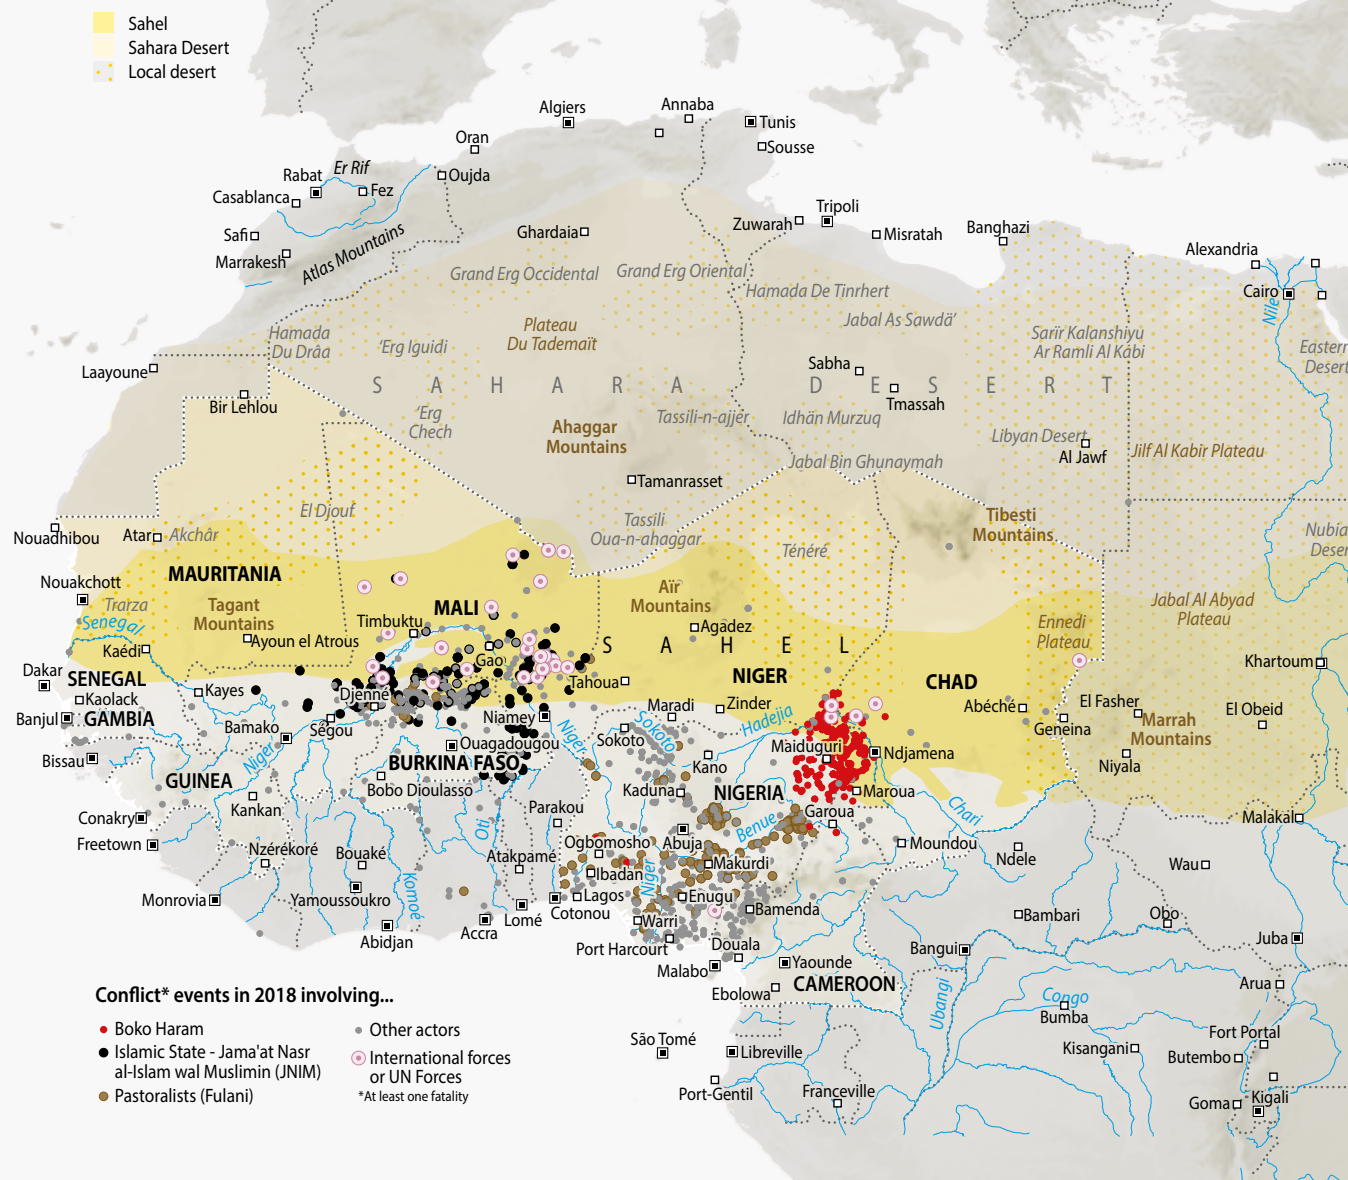 Sahel
Sahara Desert
Local desert
Algiers
Annaba
Tunis
Oran
Sousse
Rabat
Er Rif
Oujda
Casablanca
Fez
Safi
Marrakesh
Atlas Mountains
Ghardaia
Zuwarah
Tripoli
Misratah
Banghazi
Alexandria
Cairo
Nile
Grand Erg Occidental
Grand Erg Oriental
Hamada De Tinrhert
Jabal As Sawdā’
Hamada
Du Drâa
‘Erg Iguidi
Plateau
Du Tademaït
Sarīr Kalanshiyu
Ar Ramli Al Kabi
Eastern
Desert
Laayoune
Bir Lehlou
Sabha
Tmassah
SAHARA DESERT
‘Erg
Chech
Ahaggar
Mountains
Tassili-n-ajjer
Idhān Murzuq
Libyan Desert
Al Jawf
Jilf Al Kabir Plateau
Jabal Bin Ghunaymah
Tamanrasset
El Djouf
Tassili
Oua-n-ahaggar
Ténéré
Tibesti
Mountains
Nouadhibou
Atar
Akchâr
Nubia
Deser
Nouakchott
MAURITANIA
Trarza
Tagant
Mountains
Senegal
Timbuktu
MALI
Aïr
Mountains
Agadez
Ennedi
Plateau
Jabal Al Abyad
Plateau
Kaédi
Ayoun el Atrous
SAHEL
Khartoum
Dakar
SENEGAL
Kaolack
Gao
Tahoua
NIGER
CHAD
Banjul
GAMBIA
Kayes
Djenné
Maradi
Zinder
Abéché
Geneina
El Fasher
El Obeid
Marrah
Mountains
Niyala
Bissau
Bamako
Ségou
Niamey
Niger
Sokoto
Sokoto
Hadejia
Maiduguri
Ndjamena
Niger
Ouagadougou
BURKINA FASO
Kano
GUINEA
Kankan
Bobo Dioulasso
Kaduna
NIGERIA
Maroua
Chari
Conakry
Freetown
Parakou
Oti
Garoua
Benue
Malakal
Nzérékoré
Bouaké
Ogbomosho
Abuja
Moundou
Ndele
Wau
Atakpamé
Ibadan
Niger
Makurdi
Monrovia
Yamoussoukro
Komoé
Lagos
Enugu
Bamenda
Bambari
Obo
Abidjan
Accra
Lomé
Cotonou
Warri
Port Harcourt
Douala
Bangui
Juba
Malabo
Yaounde
CAMEROON
Ebolowa
Ubangi
Congo
Bumba
Arua
Conflict* events in 2018 involving...
Boko Haram
Islamic State - Jama'at Nasr
al-Islam wal Muslimin (JNIM)
Pastoralists (Fulani)
Other actors
International forces
or UN Forces
*At least one fatality
São Tomé
Libreville
Port-Gentil
Franceville
Kisangani
Fort Portal
Butembo
Goma
Kigali